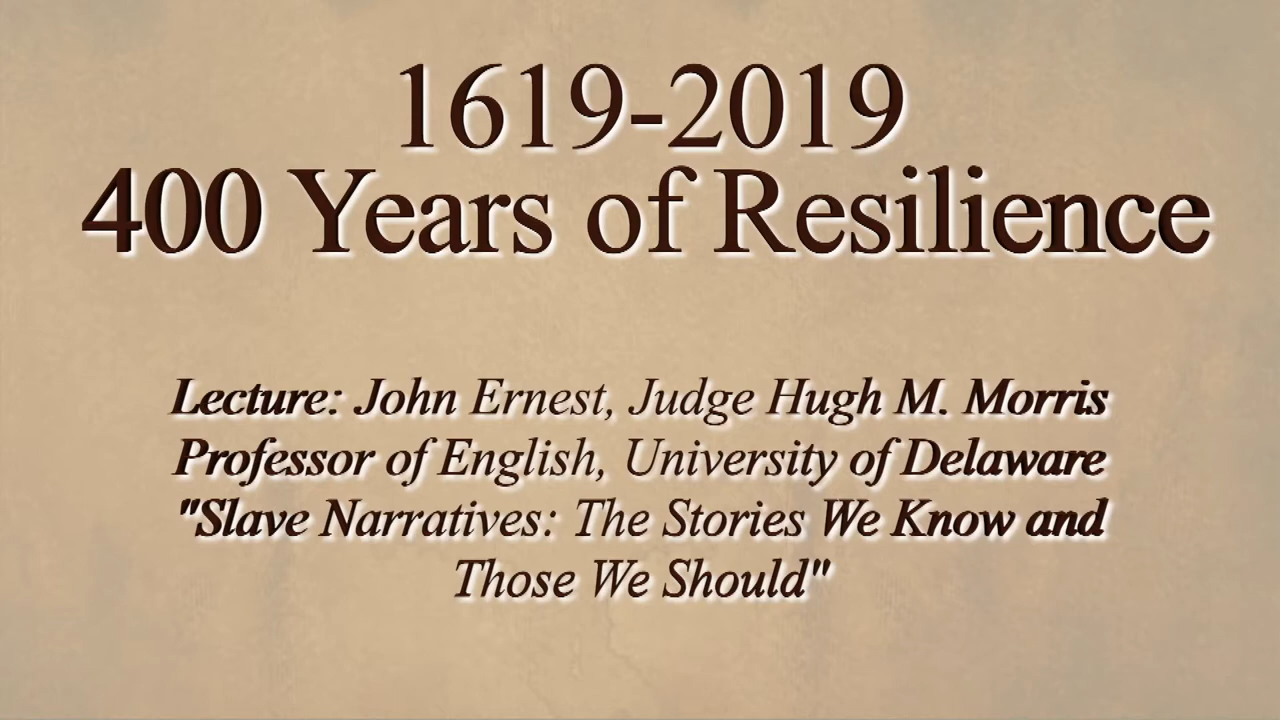 1619-2019
400 Years of Resilience
Lecture: John Ernest, Judge Hugh M. Morris
Professor of English, University of Delaware
"Slave Narratives: The Stories We Know and
Those We Should"